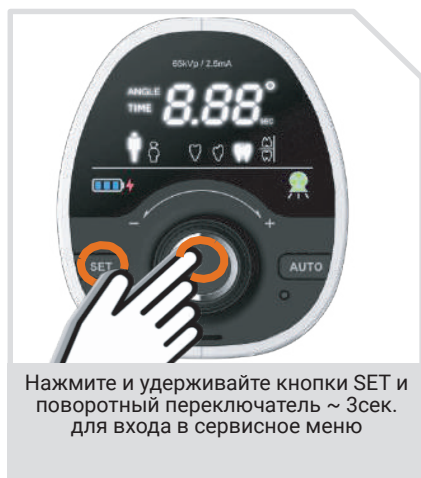 65kVp / 2.5mA
ANGLE
8.88°
TIME
SEC
− +
SET
AUTO
Нажмите и удерживайте кнопки SET и
поворотный переключатель ~ 3сек.
для входа в сервисное меню